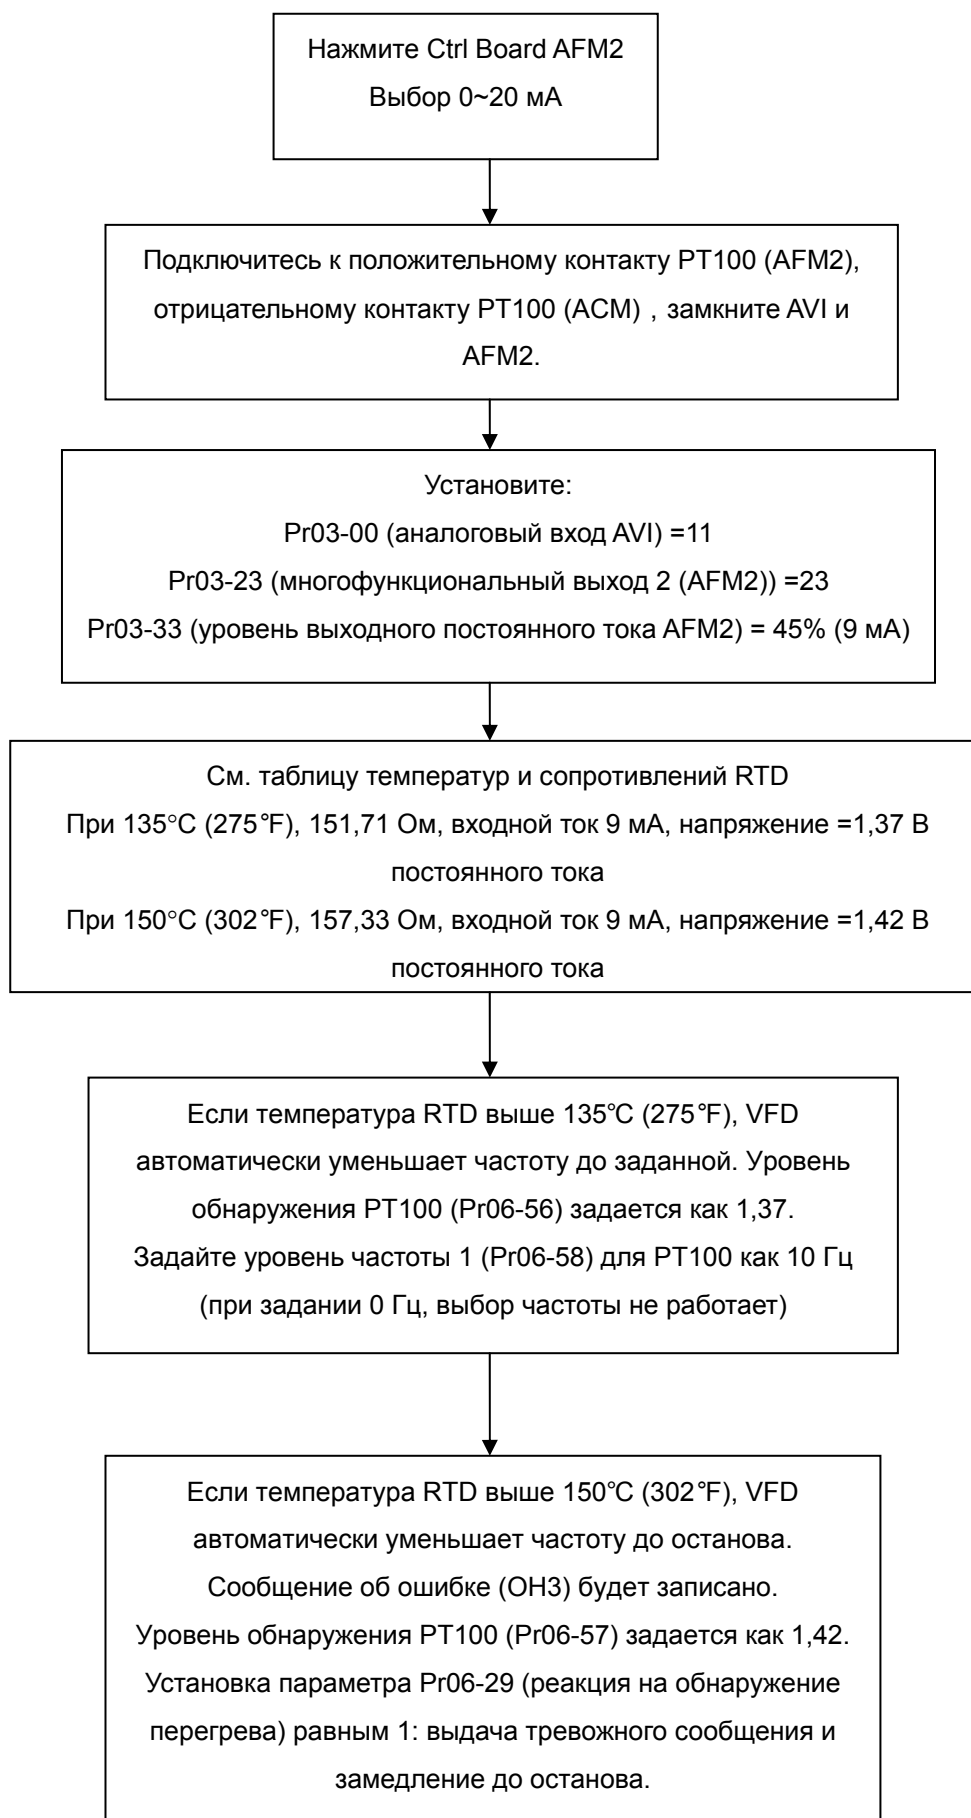 Нажмите Ctrl Board AFM2
Выбор 0~20 мА
Подключитесь к положительному контакту PT100 (AFM2),
отрицательному контакту PT100 (ACM) , замкните AVI и
AFM2.
Установите:
Pr03-00 (аналоговый вход AVI) =11
Pr03-23 (многофункциональный выход 2 (AFM2)) =23
Pr03-33 (уровень выходного постоянного тока AFM2) = 45% (9 мА)
См. таблицу температур и сопротивлений RTD
При 135°C (275°F), 151,71 Ом, входной ток 9 мА, напряжение =1,37 В
постоянного тока
При 150°C (302°F), 157,33 Ом, входной ток 9 мА, напряжение =1,42 В
постоянного тока
Если температура RTD выше 135℃ (275°F), VFD
автоматически уменьшает частоту до заданной. Уровень
обнаружения PT100 (Pr06-56) задается как 1,37.
Задайте уровень частоты 1 (Pr06-58) для PT100 как 10 Гц
(при задании 0 Гц, выбор частоты не работает)
Если температура RTD выше 150℃ (302°F), VFD
автоматически уменьшает частоту до останова.
Сообщение об ошибке (OH3) будет записано.
Уровень обнаружения PT100 (Pr06-57) задается как 1,42.
Установка параметра Pr06-29 (реакция на обнаружение
перегрева) равным 1: выдача тревожного сообщения и
замедление до останова.